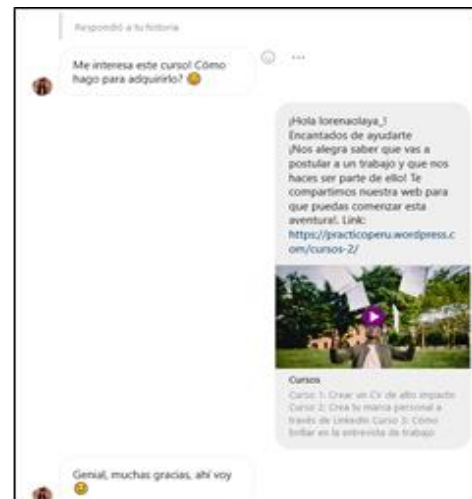 Respondió a tu historia
Me interesa este curso! Cómo
hago para adquirirlo?
¡Hola lorenaolaya_!
Encantados de ayudarte
¡Nos alegra saber que vas a
postular a un trabajo y que nos
haces ser parte de ello! Te
compartimos nuestra web para
que puedas comenzar esta
aventura!. Link:
https://practicoperu.wordpress.c
om/cursos-2/
Cursos
Curso 1: Crear un CV de alto impacto
Curso 2: Crea tu marca personal a
través de LinkedIn Curso 3: Cómo
brillar en la entrevista de trabajo
Genial, muchas gracias, ahí voy